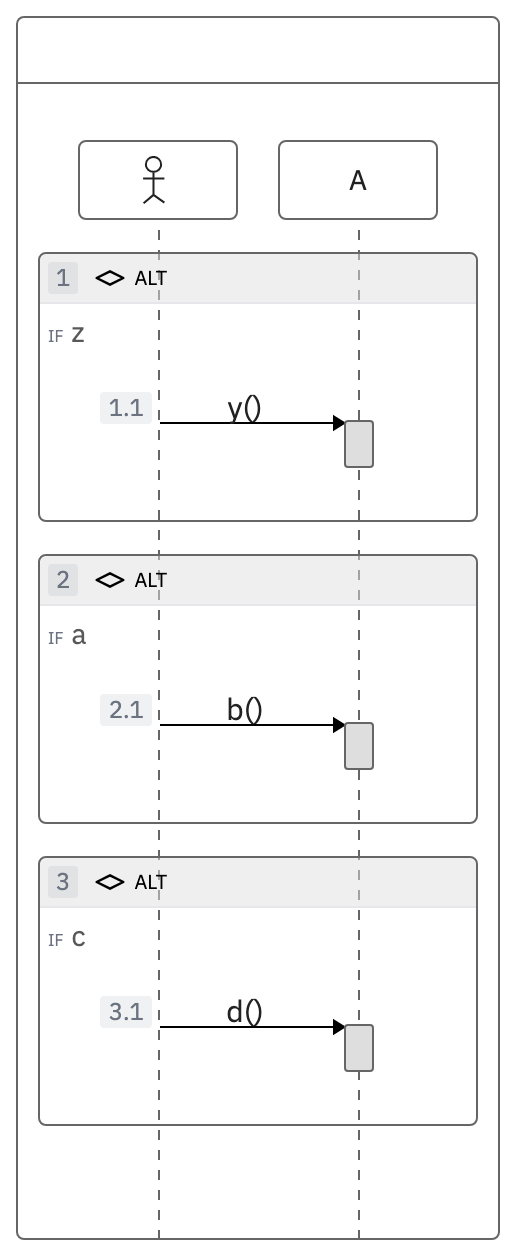 A
1 ALT
IF z
1.1 y()
2 ALT
IF a
2.1 b()
3 ALT
IF c
3.1 d()